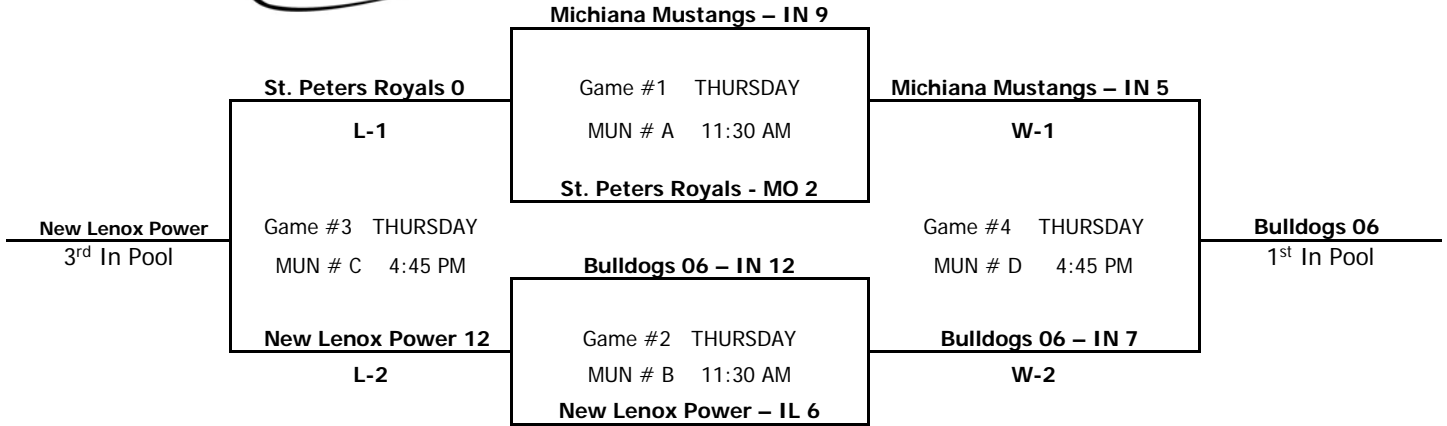 Michiana Mustangs – IN 9
St. Peters Royals 0
Game #1 THURSDAY
Michiana Mustangs – IN 5
L-1
MUN # A 11:30 AM
W-1
St. Peters Royals - MO 2
New Lenox Power
3rd In Pool
Game #3 THURSDAY
MUN # C 4:45 PM
Bulldogs 06 – IN 12
Game #4 THURSDAY
MUN # D 4:45 PM
Bulldogs 06
1st In Pool
New Lenox Power 12
Game #2 THURSDAY
Bulldogs 06 – IN 7
L-2
MUN # B 11:30 AM
W-2
New Lenox Power – IL 6